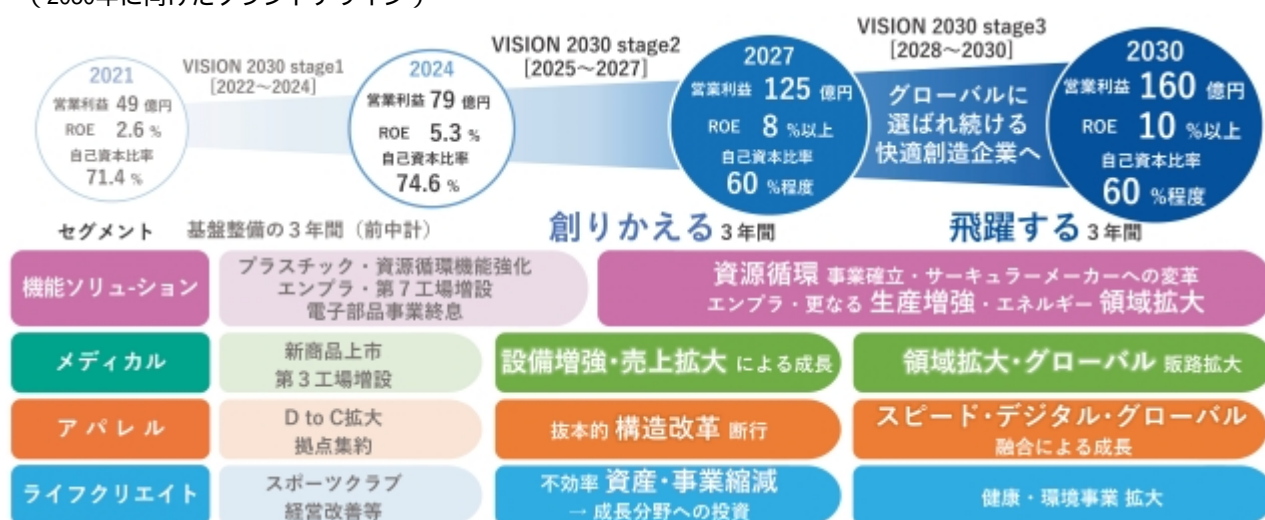 (2030年に向けたグランドデザイン)
2021
営業利益 49 億円
ROE 2.6 %
自己資本比率
71.4 %
VISION 2030 stage1
[2022〜2024]
2024
営業利益 79 億円
ROE 5.3 %
自己資本比率
74.6 %
VISION 2030 stage2
[2025〜2027]
2027
営業利益 125 億円
ROE 8 %以上
自己資本比率
60 %程度
VISION 2030 stage3
[2028〜2030]
グローバルに
選ばれ続ける
快適創造企業へ
2030
営業利益 160 億円
ROE 10 %以上
自己資本比率
60 %程度
セグメント
基盤整備の3年間（前中計）
創りかえる 3年間
飛躍する 3年間
機能ソリューション
プラスチック・資源循環機能強化
エンプラ・第7工場増設
電子部品事業終息
資源循環 事業確立・サーキュラーメーカーへの変革
エンプラ・更なる 生産増強・エネルギー 領域拡大
メディカル
新商品上市
第3工場増設
設備増強・売上拡大 による成長
領域拡大・グローバル 販路拡大
アパレル
D to C拡大
拠点集約
抜本的 構造改革 断行
スピード・デジタル・グローバル
融合による成長
ライフクリエイト
スポーツクラブ
経営改善等
不効率 資産・事業縮減
→ 成長分野への投資
健康・環境事業 拡大